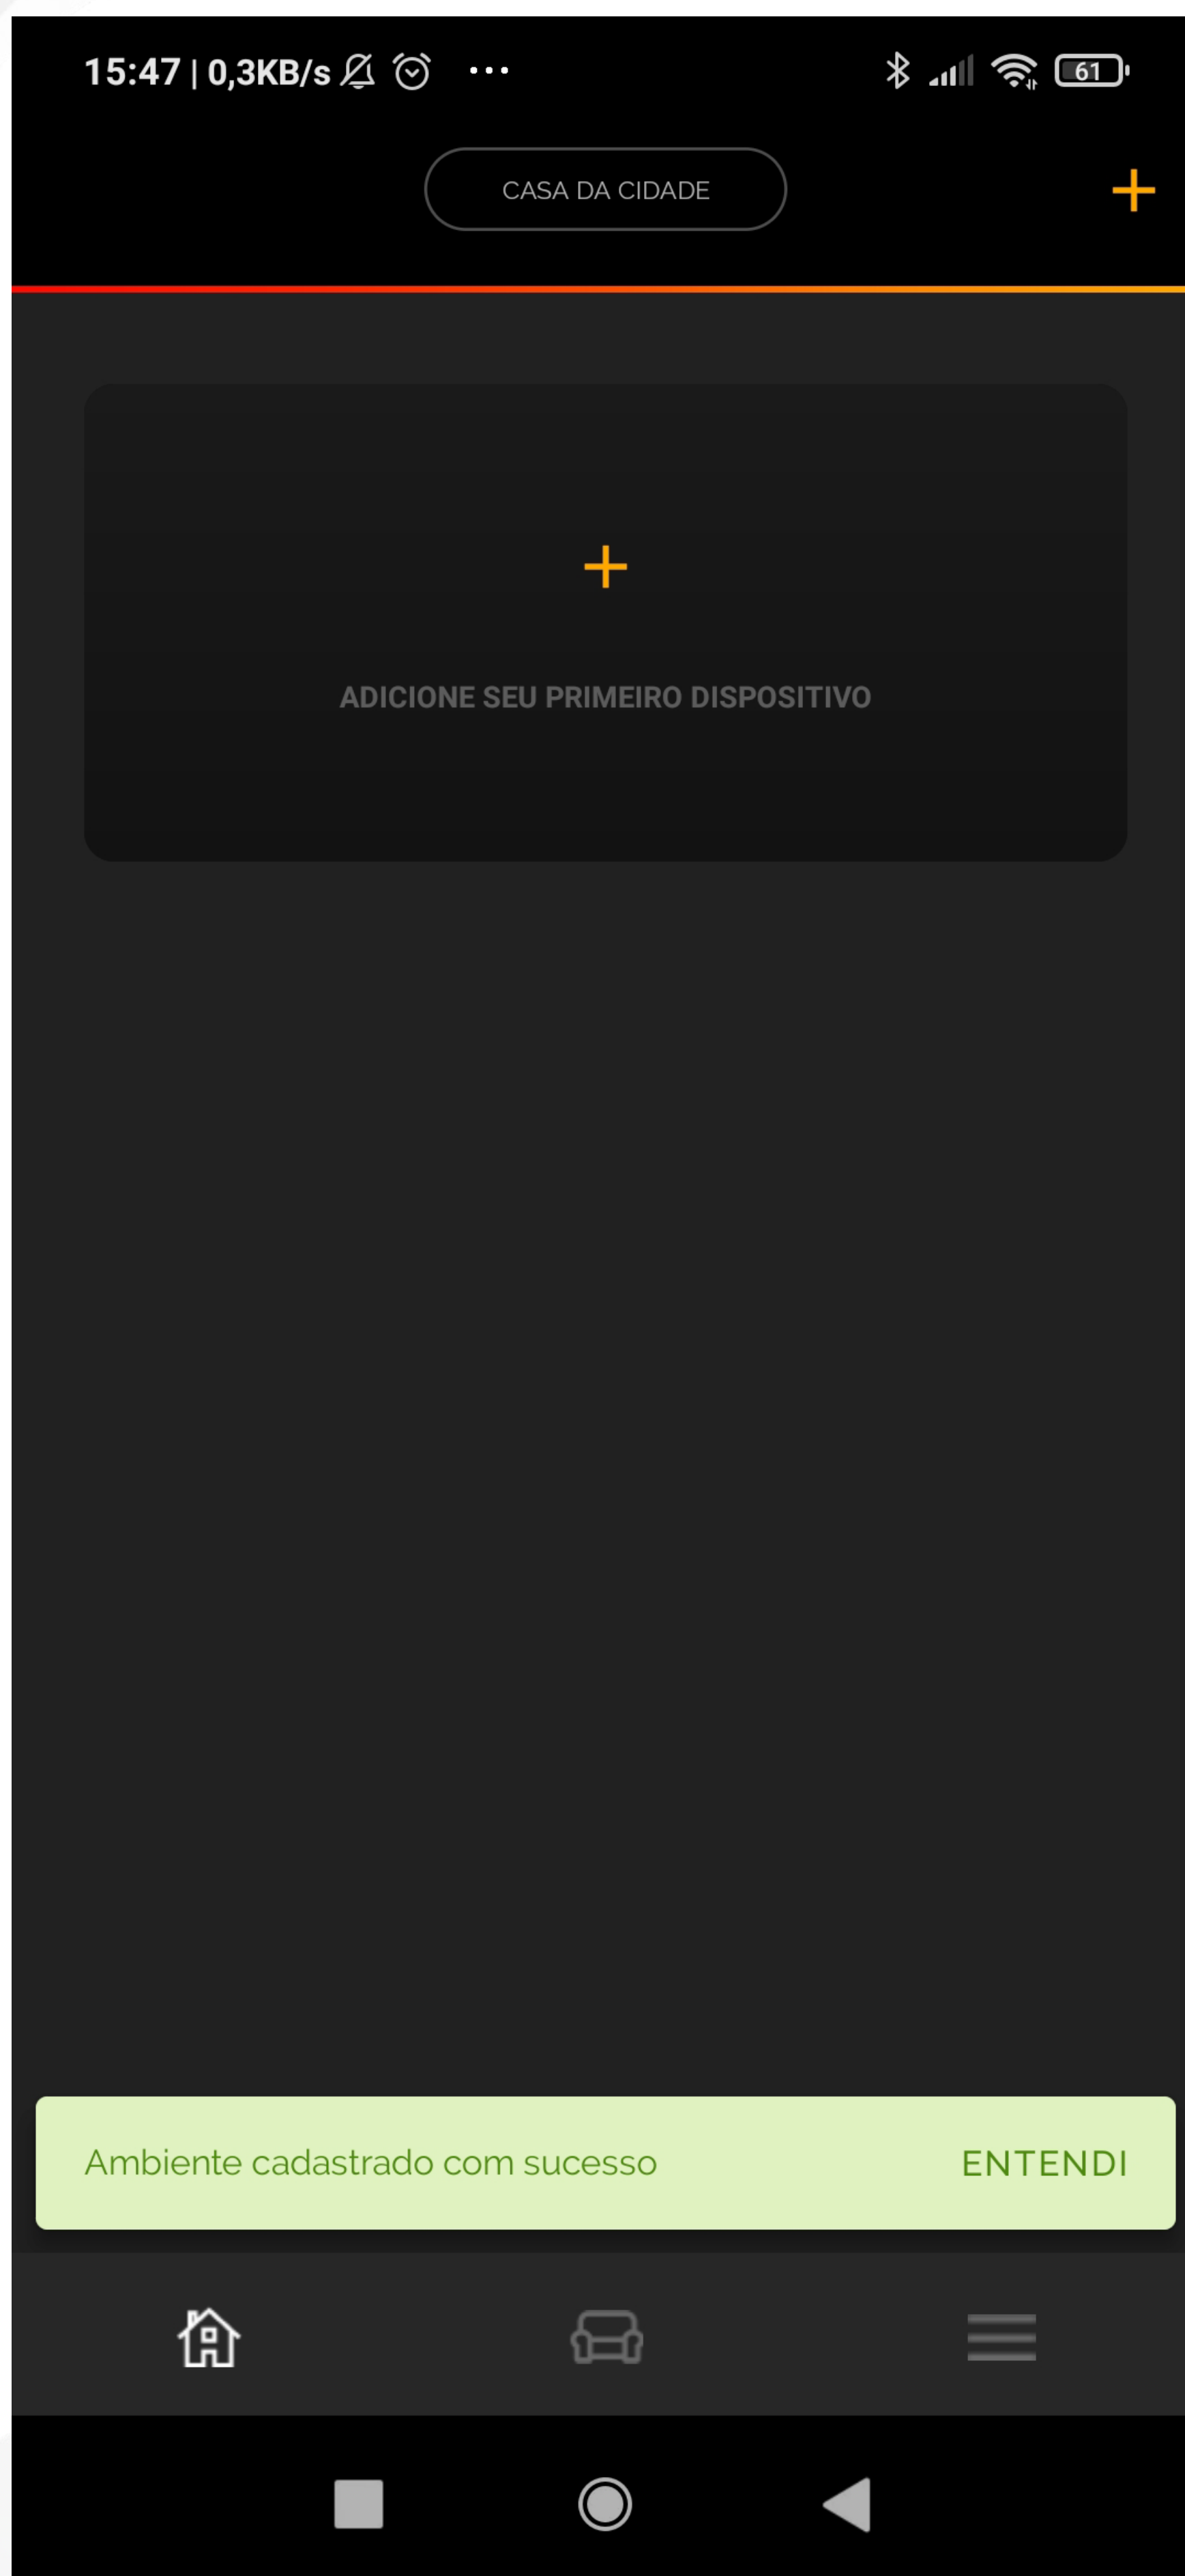 15:47 | 0,3KB/s ... 61
CASA DA CIDADE
ADICIONE SEU PRIMEIRO DISPOSITIVO
Ambiente cadastrado com sucesso ENTENDI